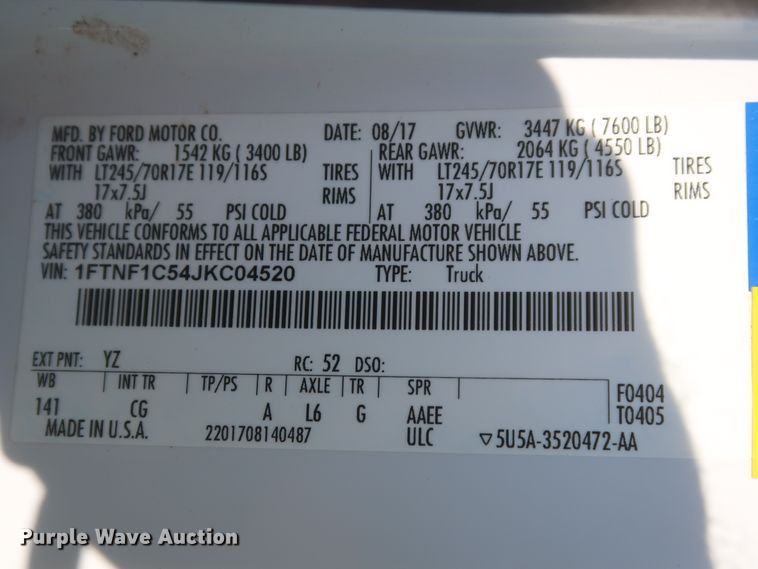 MFD. BY FORD MOTOR CO. DATE: 08/17 GVWR: 3447 KG ( 7600 LB)
FRONT GAWR: 1542 KG ( 3400 LB) REAR GAWR: 2064 KG ( 4550 LB)
WITH LT245/70R17E 119/116S TIRES WITH LT245/70R17E 119/116S TIRES
17x7.5J RIMS 17x7.5J RIMS
AT 380 kPa/ 55 PSI COLD AT 380 kPa/ 55 PSI COLD
THIS VEHICLE CONFORMS TO ALL APPLICABLE FEDERAL MOTOR VEHICLE
SAFETY STANDARDS IN EFFECT ON THE DATE OF MANUFACTURE SHOWN ABOVE.
VIN: 1FTNF1C54JKC04520 TYPE: Truck
EXT PNT: YZ RC: 52 DSO:
WB INT TR TP/PS R AXLE TR SPR F0404
141 CG A L6 G AAEE T0405
MADE IN U.S.A. 2201708140487 ULC ▽5U5A-3520472-AA
Purple Wave Auction